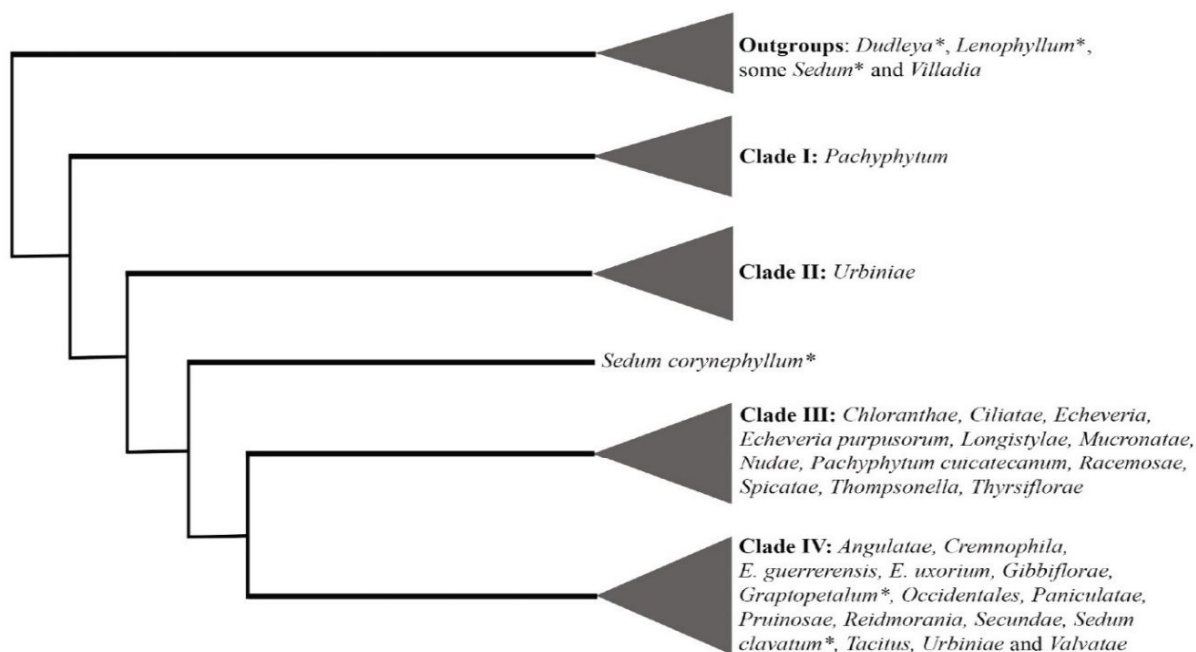 Outgroups: Dudleya*, Lenophyllum*,
some Sedum* and Villadia
Clade I: Pachyphytum
Clade II: Urbiniae
Sedum corynephyllum*
Clade III: Chloranthae, Ciliatae, Echeveria,
Echeveria purpusorum, Longistylae, Mucronatae,
Nudae, Pachyphytum cuicatecanum, Racemosae,
Spicatae, Thompsonella, Thyrsiflorae
Clade IV: Angulatae, Cremnophila,
E. guerrerensis, E. uxorium, Gibbiflorae,
Graptopetalum*, Occidentales, Paniculatae,
Pruinosae, Reidmorania, Secundae, Sedum
clavatum*, Tacitus, Urbiniae and Valvatae